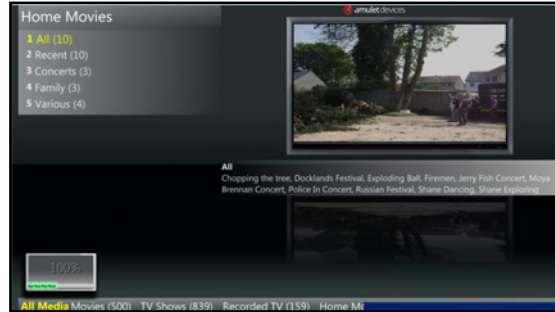 Home Movies
amulet devices
1 All (10)
2 Recent (10)
3 Concerts (3)
4 Family (3)
5 Various (4)
All
Chopping the tree, Docklands Festival, Exploding Ball, Firemen, Jerry Fish Concert, Moya
Brennan Concert, Police In Concert, Russian Festival, Shane Dancing, Shane Exploring
100%
All Media Movies (500) TV Shows (839) Recorded TV (159) Home Mo